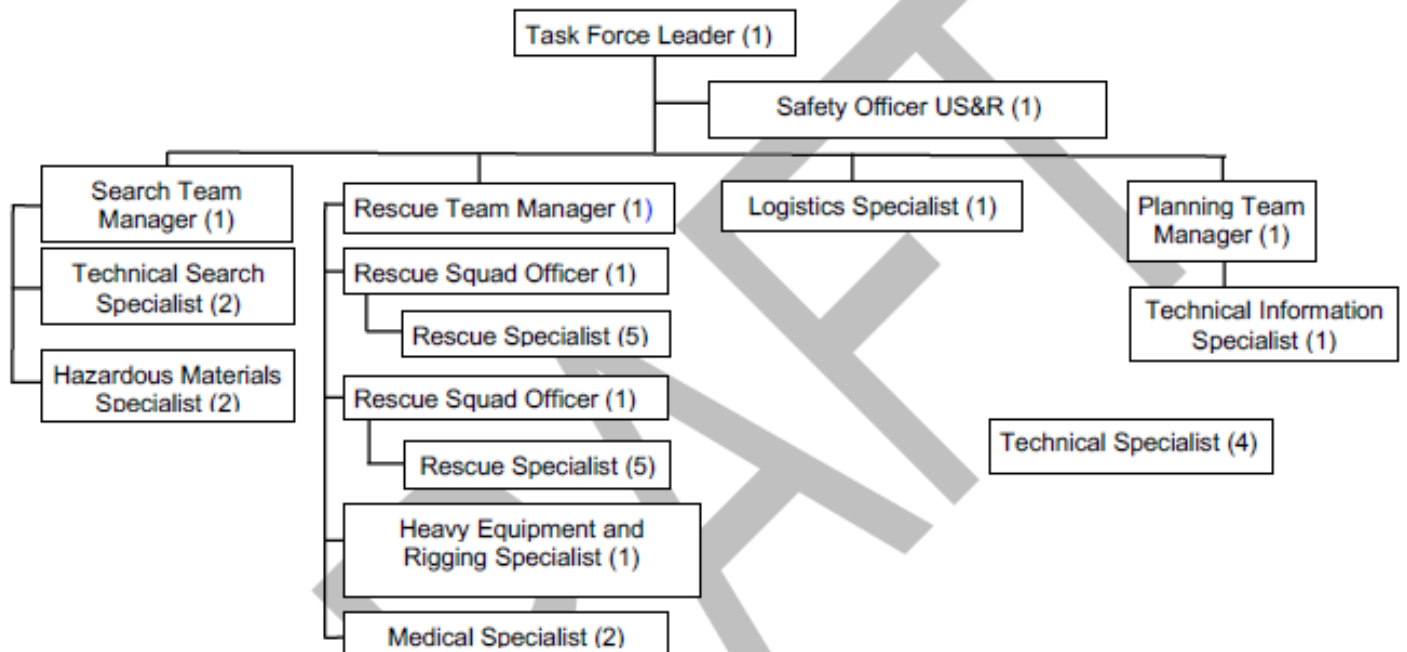 Task Force Leader (1)
Safety Officer US&R (1)
Search Team
Manager (1)
Technical Search
Specialist (2)
Hazardous Materials
Specialist (2)
Rescue Team Manager (1)
Rescue Squad Officer (1)
Rescue Specialist (5)
Rescue Squad Officer (1)
Rescue Specialist (5)
Heavy Equipment and
Rigging Specialist (1)
Medical Specialist (2)
Logistics Specialist (1)
Planning Team
Manager (1)
Technical Information
Specialist (1)
Technical Specialist (4)
DRAFT